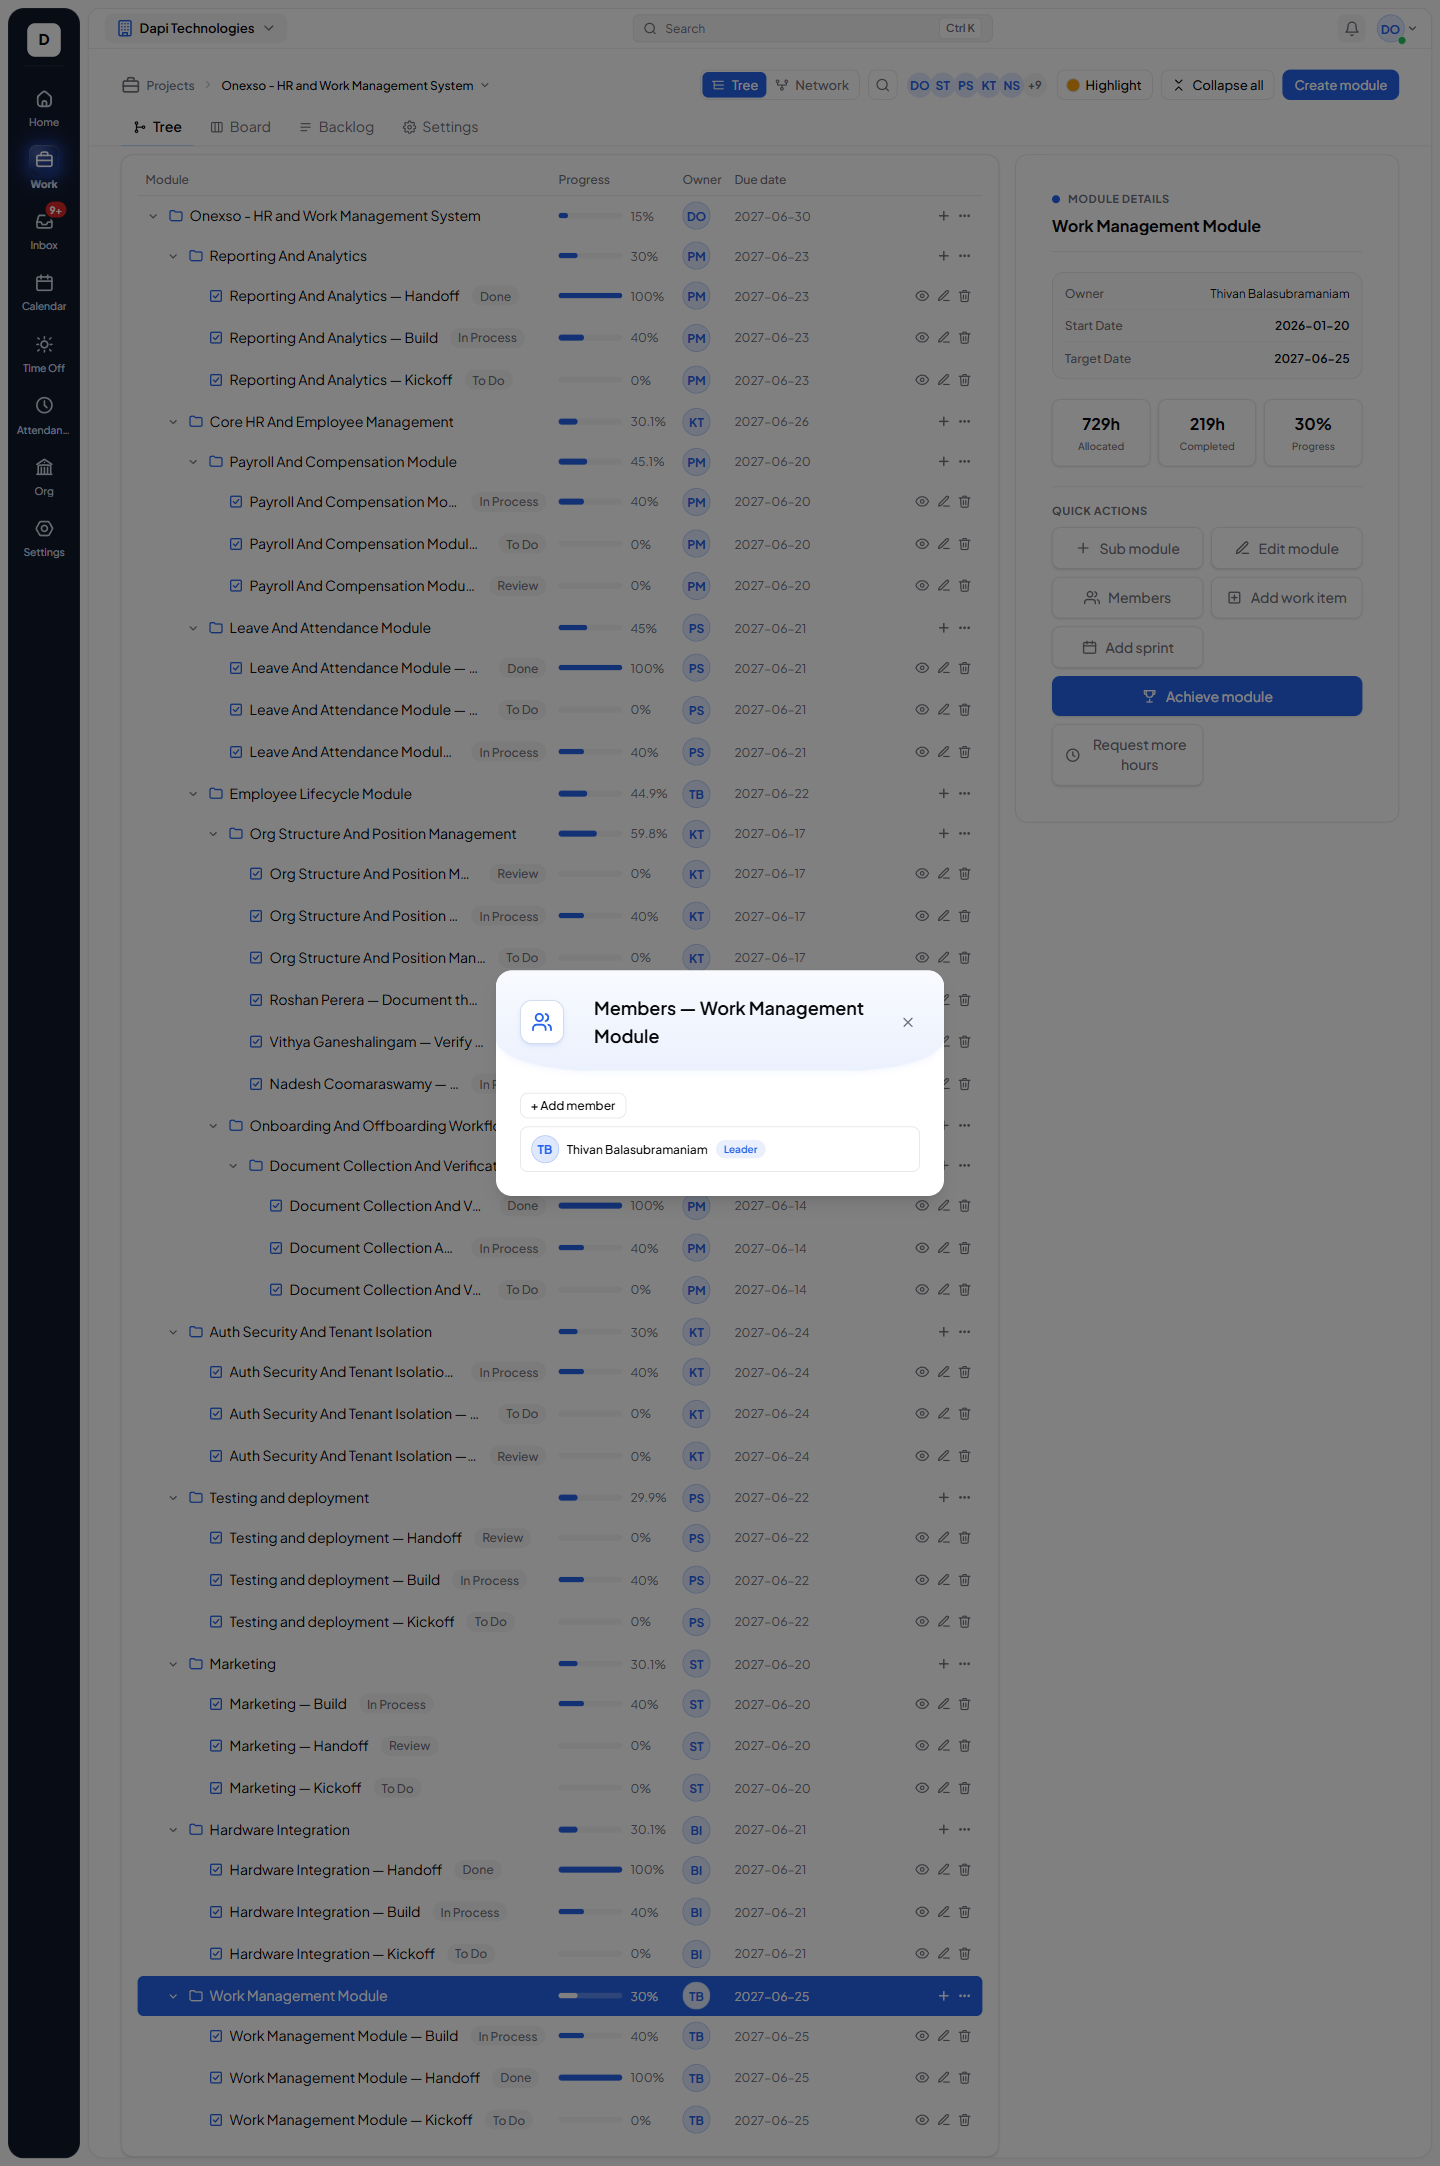 D
Home
Work
9+
Inbox
Calendar
Time Off
Attendan...
Org
Settings
Dapi Technologies
Search
Ctrl K
DO
Projects
Onexso - HR and Work Management System
Tree
Network
DO ST PS KT NS +9
Highlight
Collapse all
Create module
Tree
Board
Backlog
Settings
Module Progress Owner Due date
Onexso - HR and Work Management System 15% DO 2027-06-30
Reporting And Analytics 30% PM 2027-06-23
Reporting And Analytics — Handoff Done 100% PM 2027-06-23
Reporting And Analytics — Build In Process 40% PM 2027-06-23
Reporting And Analytics — Kickoff To Do 0% PM 2027-06-23
Core HR And Employee Management 30.1% KT 2027-06-26
Payroll And Compensation Module 45.1% PM 2027-06-20
Payroll And Compensation Mo... In Process 40% PM 2027-06-20
Payroll And Compensation Modul... To Do 0% PM 2027-06-20
Payroll And Compensation Modu... Review 0% PM 2027-06-20
Leave And Attendance Module 45% PS 2027-06-21
Leave And Attendance Module — ... Done 100% PS 2027-06-21
Leave And Attendance Module — ... To Do 0% PS 2027-06-21
Leave And Attendance Modul... In Process 40% PS 2027-06-21
Employee Lifecycle Module 44.9% TB 2027-06-22
Org Structure And Position Management 59.8% KT 2027-06-17
Org Structure And Position M... Review 0% KT 2027-06-17
Org Structure And Position ... In Process 40% KT 2027-06-17
Org Structure And Position Man... To Do 0% KT 2027-06-17
Roshan Perera — Document th...
Vithya Ganeshalingam — Verify ...
Nadesh Coomaraswamy — ... In
Onboarding And Offboarding
Document Collection And
Document Collection And V... Done 100% PM 2027-06-14
Document Collection A... In Process 40% PM 2027-06-14
Document Collection And V... To Do 0% PM 2027-06-14
Auth Security And Tenant Isolation 30% KT 2027-06-24
Auth Security And Tenant Isolatio... In Process 40% KT 2027-06-24
Auth Security And Tenant Isolation — ... To Do 0% KT 2027-06-24
Auth Security And Tenant Isolation —... Review 0% KT 2027-06-24
Testing and deployment 29.9% PS 2027-06-22
Testing and deployment — Handoff Review 0% PS 2027-06-22
Testing and deployment — Build In Process 40% PS 2027-06-22
Testing and deployment — Kickoff To Do 0% PS 2027-06-22
Marketing 30.1% ST 2027-06-20
Marketing — Build In Process 40% ST 2027-06-20
Marketing — Handoff Review 0% ST 2027-06-20
Marketing — Kickoff To Do 0% ST 2027-06-20
Hardware Integration 30.1% BI 2027-06-21
Hardware Integration — Handoff Done 100% BI 2027-06-21
Hardware Integration — Build In Process 40% BI 2027-06-21
Hardware Integration — Kickoff To Do 0% BI 2027-06-21
Work Management Module 30% TB 2027-06-25
Work Management Module — Build In Process 40% TB 2027-06-25
Work Management Module — Handoff Done 100% TB 2027-06-25
Work Management Module — Kickoff To Do 0% TB 2027-06-25
MODULE DETAILS
Work Management Module
Owner Thivan Balasubramaniam
Start Date 2026-01-20
Target Date 2027-06-25
729h 219h 30%
Allocated Completed Progress
QUICK ACTIONS
Sub module
Edit module
Members
Add work item
Add sprint
Achieve module
Request more
hours
Members — Work Management
Module
+ Add member
TB Thivan Balasubramaniam Leader